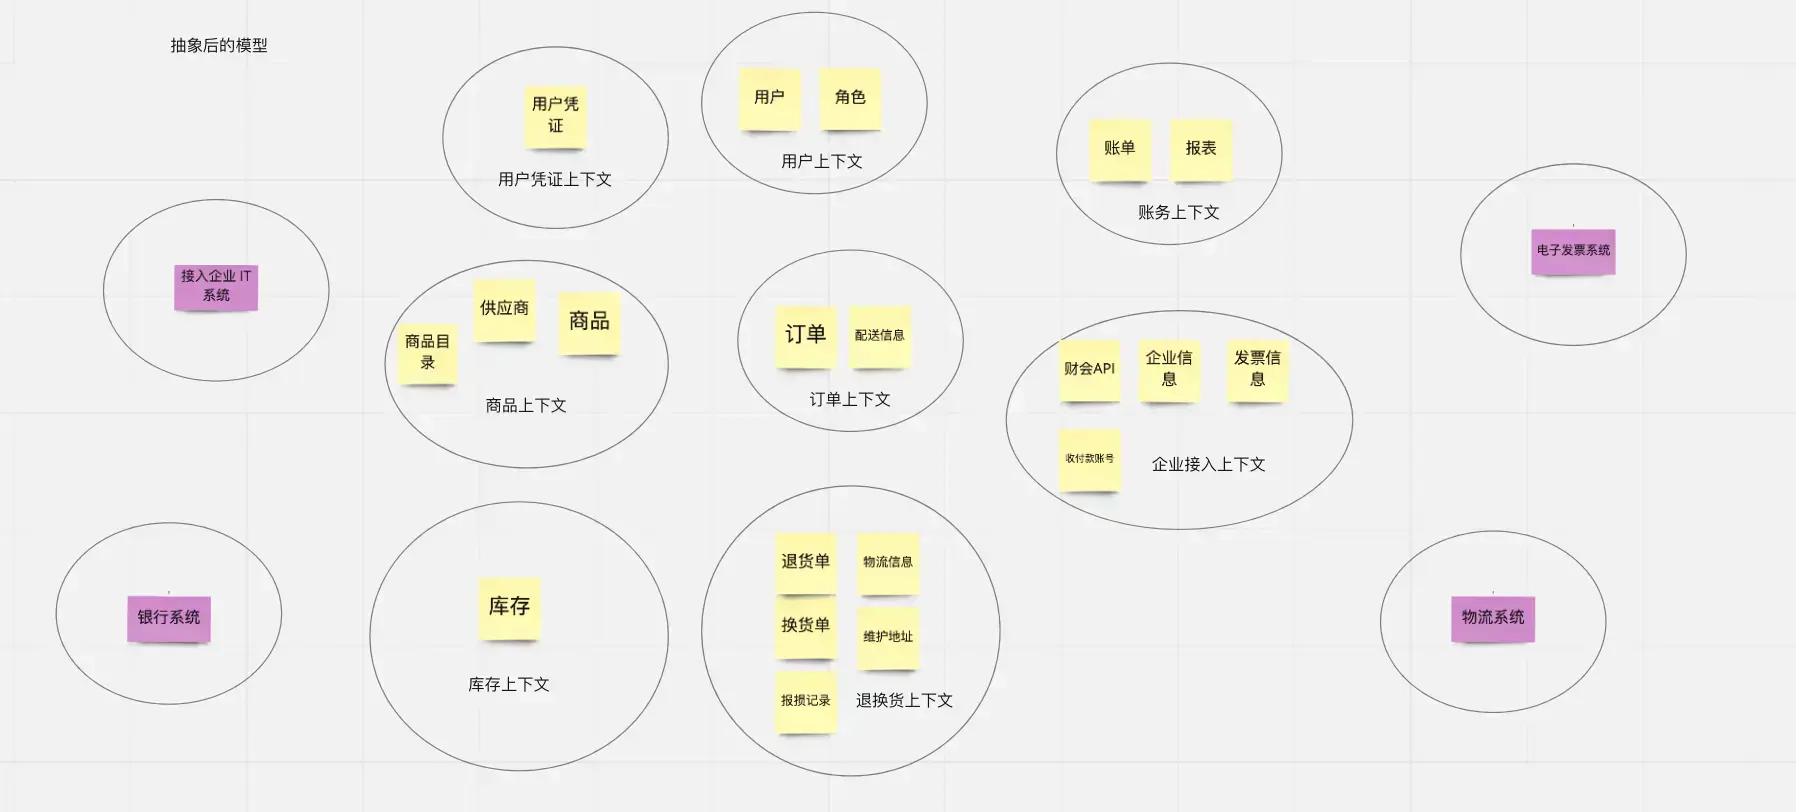 抽象后的模型
用户凭
证
用户凭证上下文
用户
角色
用户上下文
账单
报表
账务上下文
接入企业 IT
系统
电子发票系统
商品目
录
供应商
商品
商品上下文
订单
配送信息
订单上下文
财会API
企业信
息
发票信
息
收付款账号
企业接入上下文
银行系统
库存
库存上下文
退货单
物流信息
换货单
维护地址
报损记录
退换货上下文
物流系统